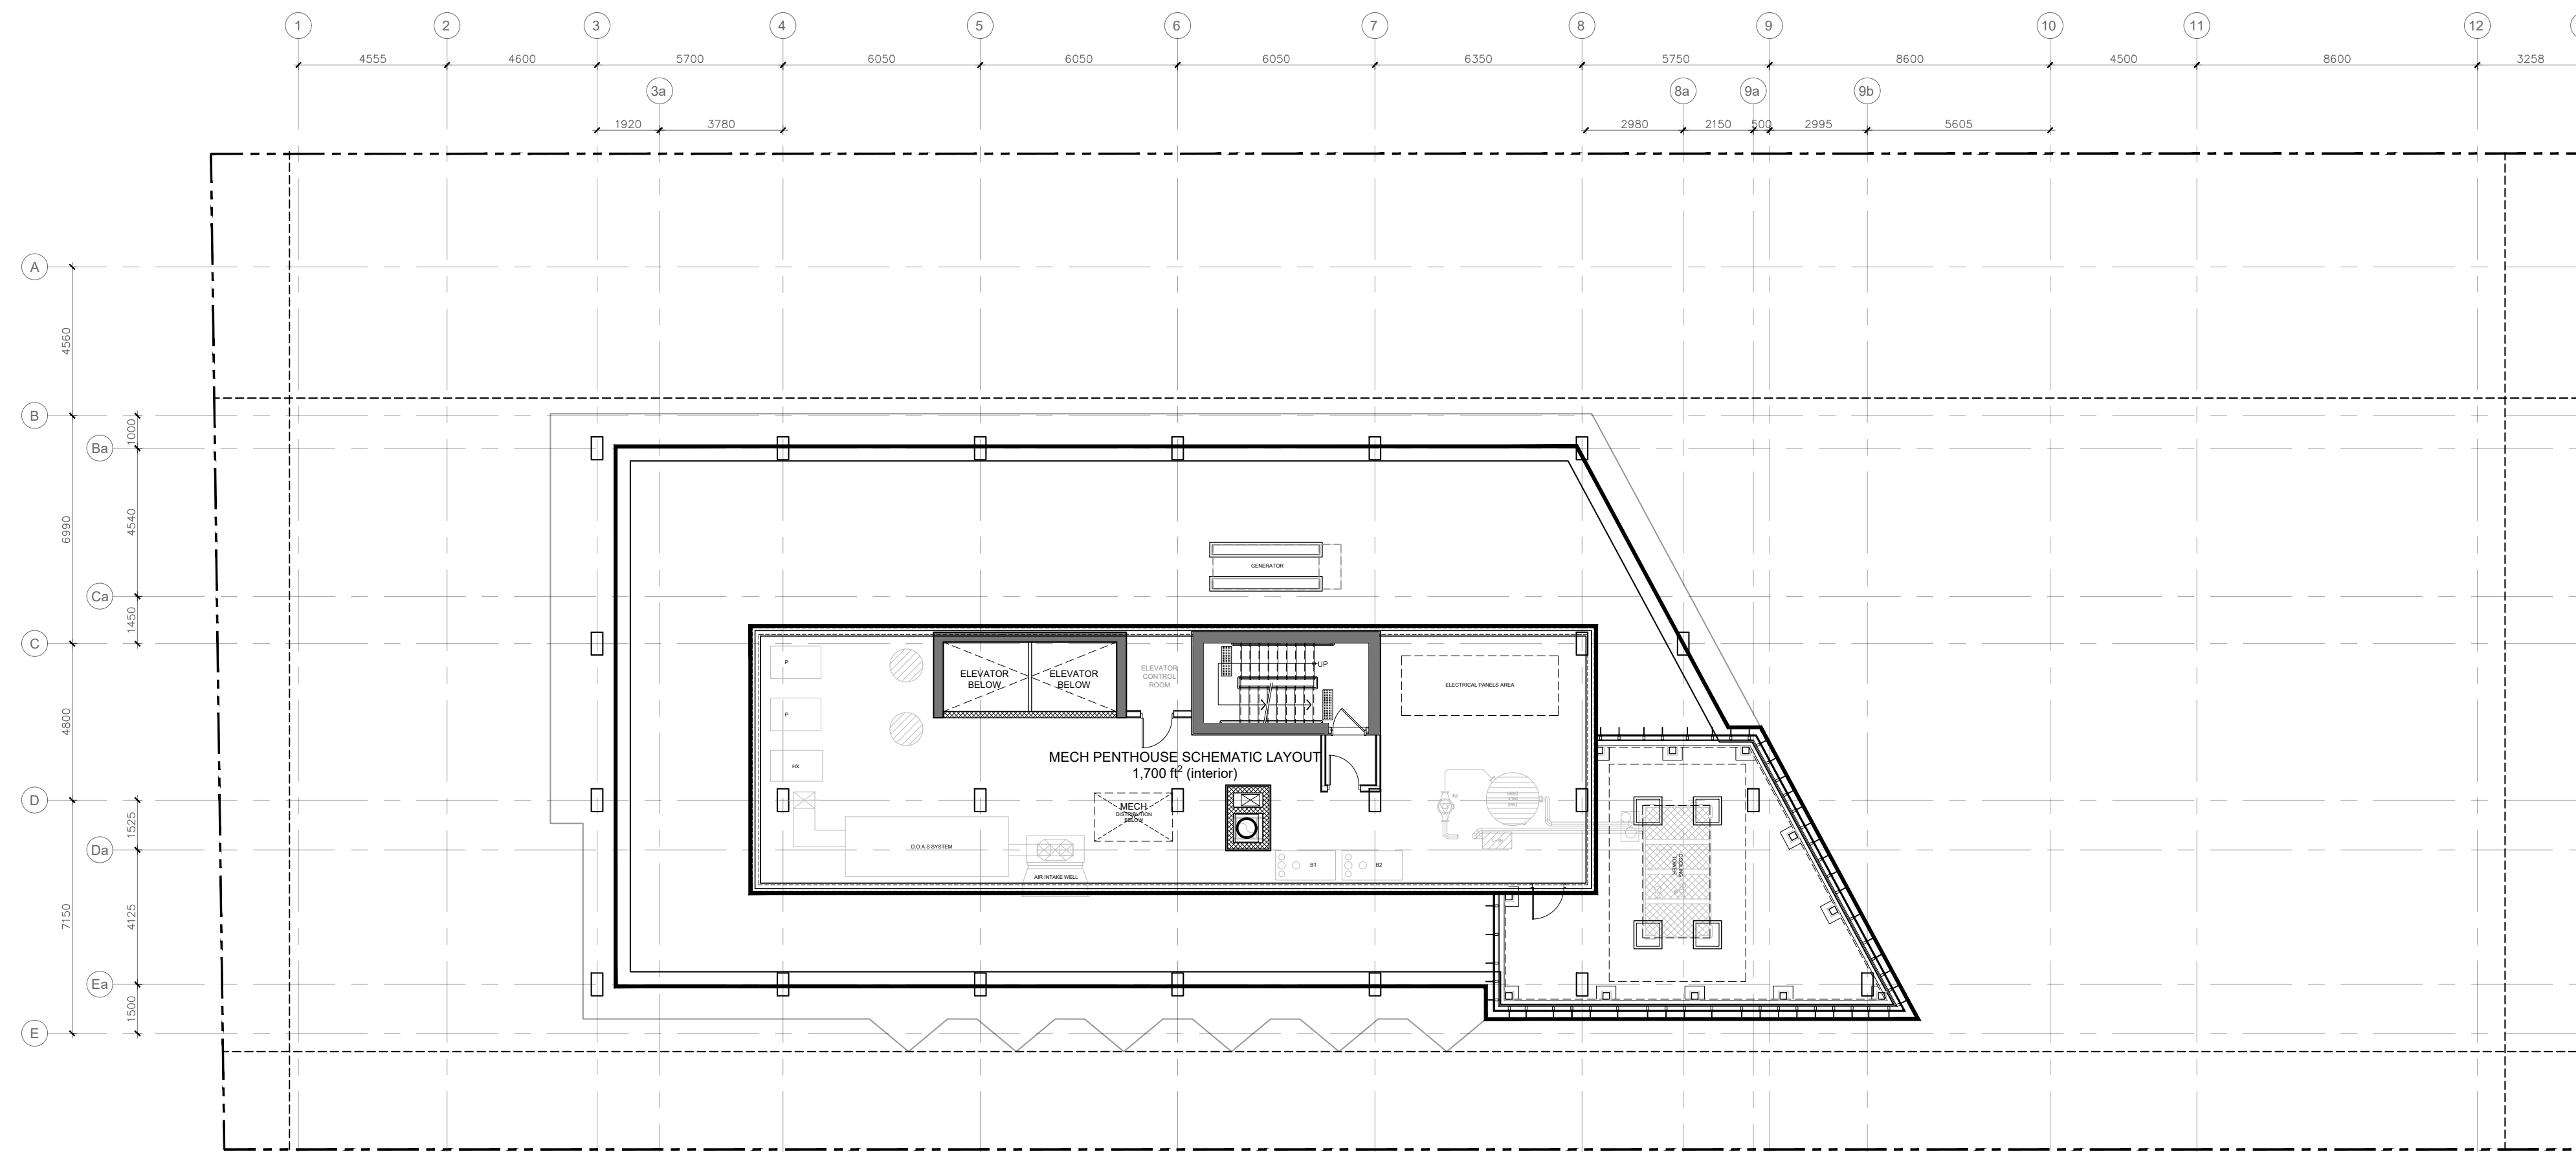 1 2 3 4 5 6 7 8 9 10 11 12
4555 4600 5700 6050 6050 6050 6350 5750 8600 4500 8600 3258
3a 8a 9a 9b
1920 3780 2980 2150 500 2995 5605
A
4560
B
1000
Ba
6990
4540
Ca
1450
C
4800
D
1525
Da
7150
4125
Ea
1500
E
GENERATOR
P
ELEVATOR
BELOW
ELEVATOR
BELOW
ELEVATOR
CONTROL
ROOM
UP
ELECTRICAL PANELS AREA
P
MECH PENTHOUSE SCHEMATIC LAYOUT
1,700 ft2 (interior)
HX
MECH
DISTRIBUTION
BELOW
D.O.A.S SYSTEM
AIR INTAKE WELL
B1
B2
COOLING
TOWER